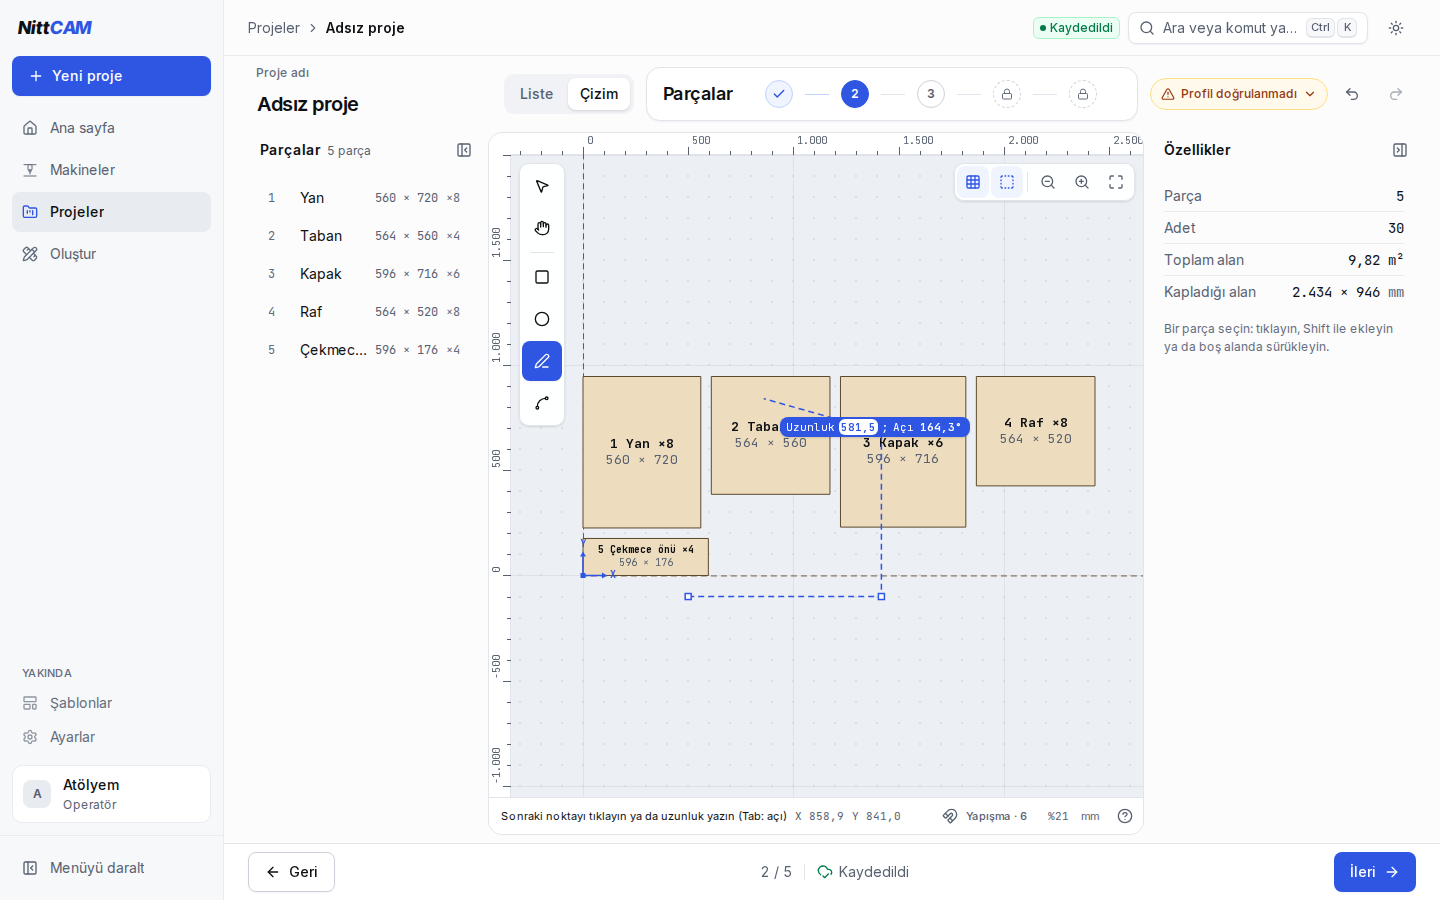 NittCAM
Yeni proje
Ana sayfa
Makineler
Projeler
Oluştur
YAKINDA
Şablonlar
Ayarlar
A
Atölyem
Operatör
Menüyü daralt
Projeler > Adsız proje
Kaydedildi
Ara veya komut ya...
Ctrl K
Proje adı
Adsız proje
Liste
Çizim
Parçalar
2
3
Profil doğrulanmadı
Parçalar 5 parça
1 Yan 560 × 720 ×8
2 Taban 564 × 560 ×4
3 Kapak 596 × 716 ×6
4 Raf 564 × 520 ×8
5 Çekmec... 596 × 176 ×4
0 500 1.000 1.500 2.000 2.500
1.500
1.000
500
0
-500
-1.000
1 Yan ×8
560 × 720
2 Taba
564 × 560
Uzunluk 581,5 ; Açı 164,3°
3 Kapak ×6
596 × 716
4 Raf ×8
564 × 520
5 Çekmece önü ×4
596 × 176
Y
X
Sonraki noktayı tıklayın ya da uzunluk yazın (Tab: açı) X 858,9 Y 841,0
Yapışma · 6
%21
mm
Özellikler
Parça 5
Adet 30
Toplam alan 9,82 m²
Kapladığı alan 2.434 × 946 mm
Bir parça seçin: tıklayın, Shift ile ekleyin
ya da boş alanda sürükleyin.
Geri
2 / 5
Kaydedildi
İleri